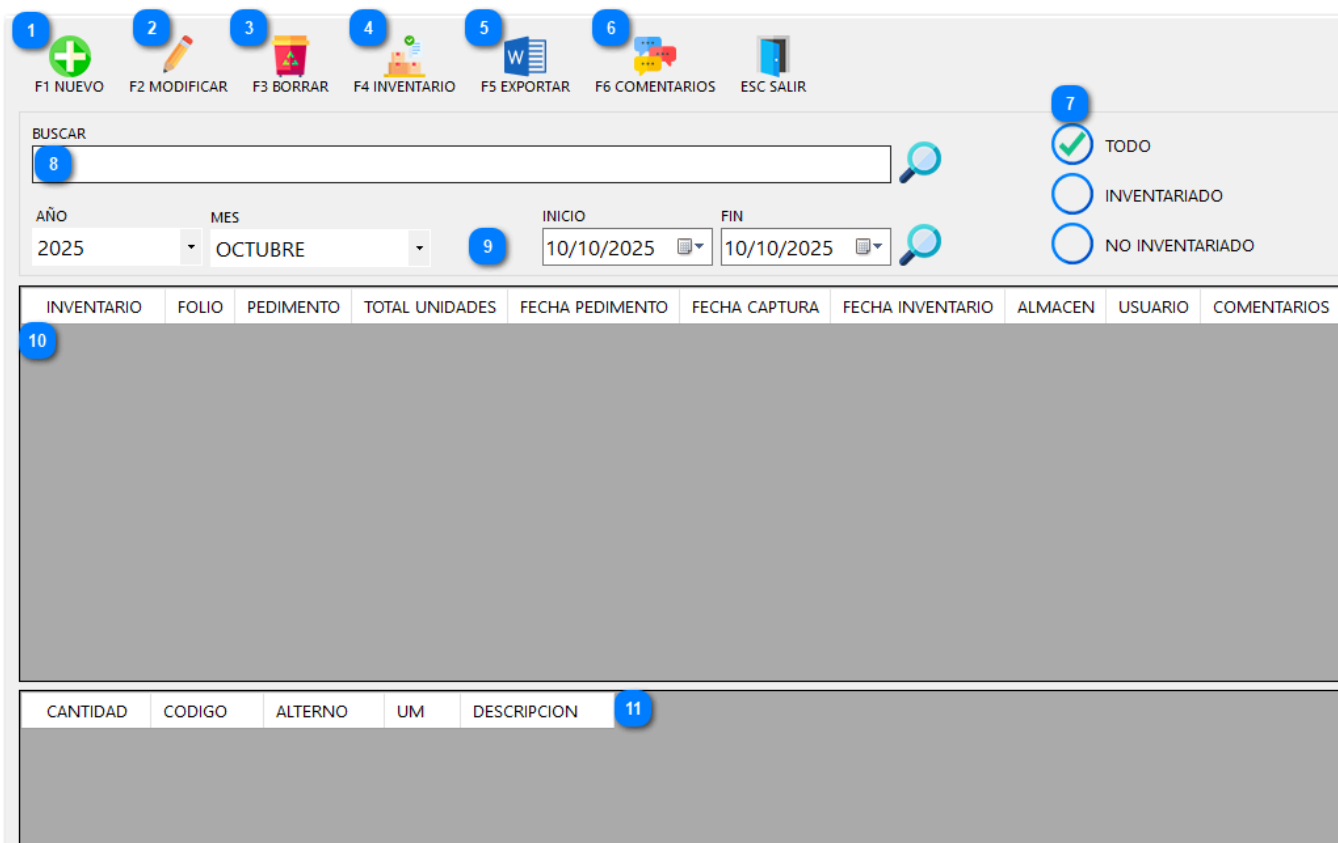 1 2 3 4 5 6
W
F1 NUEVO F2 MODIFICAR F3 BORRAR F4 INVENTARIO F5 EXPORTAR F6 COMENTARIOS ESC SALIR
7
BUSCAR
TODO
8
INVENTARIADO
AÑO MES INICIO FIN
2025 OCTUBRE 9 10/10/2025 10/10/2025
NO INVENTARIADO
INVENTARIO FOLIO PEDIMENTO TOTAL UNIDADES FECHA PEDIMENTO FECHA CAPTURA FECHA INVENTARIO ALMACEN USUARIO COMENTARIOS
10
CANTIDAD CODIGO ALTERNO UM DESCRIPCION 11